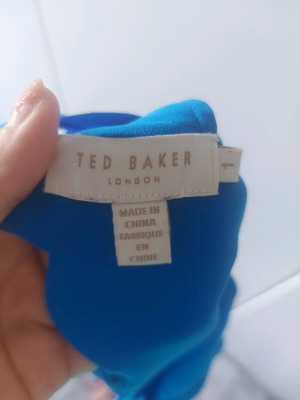 TED BAKER
LONDON
MADE IN
CHINA
FABRIQUE
EN
CHINE